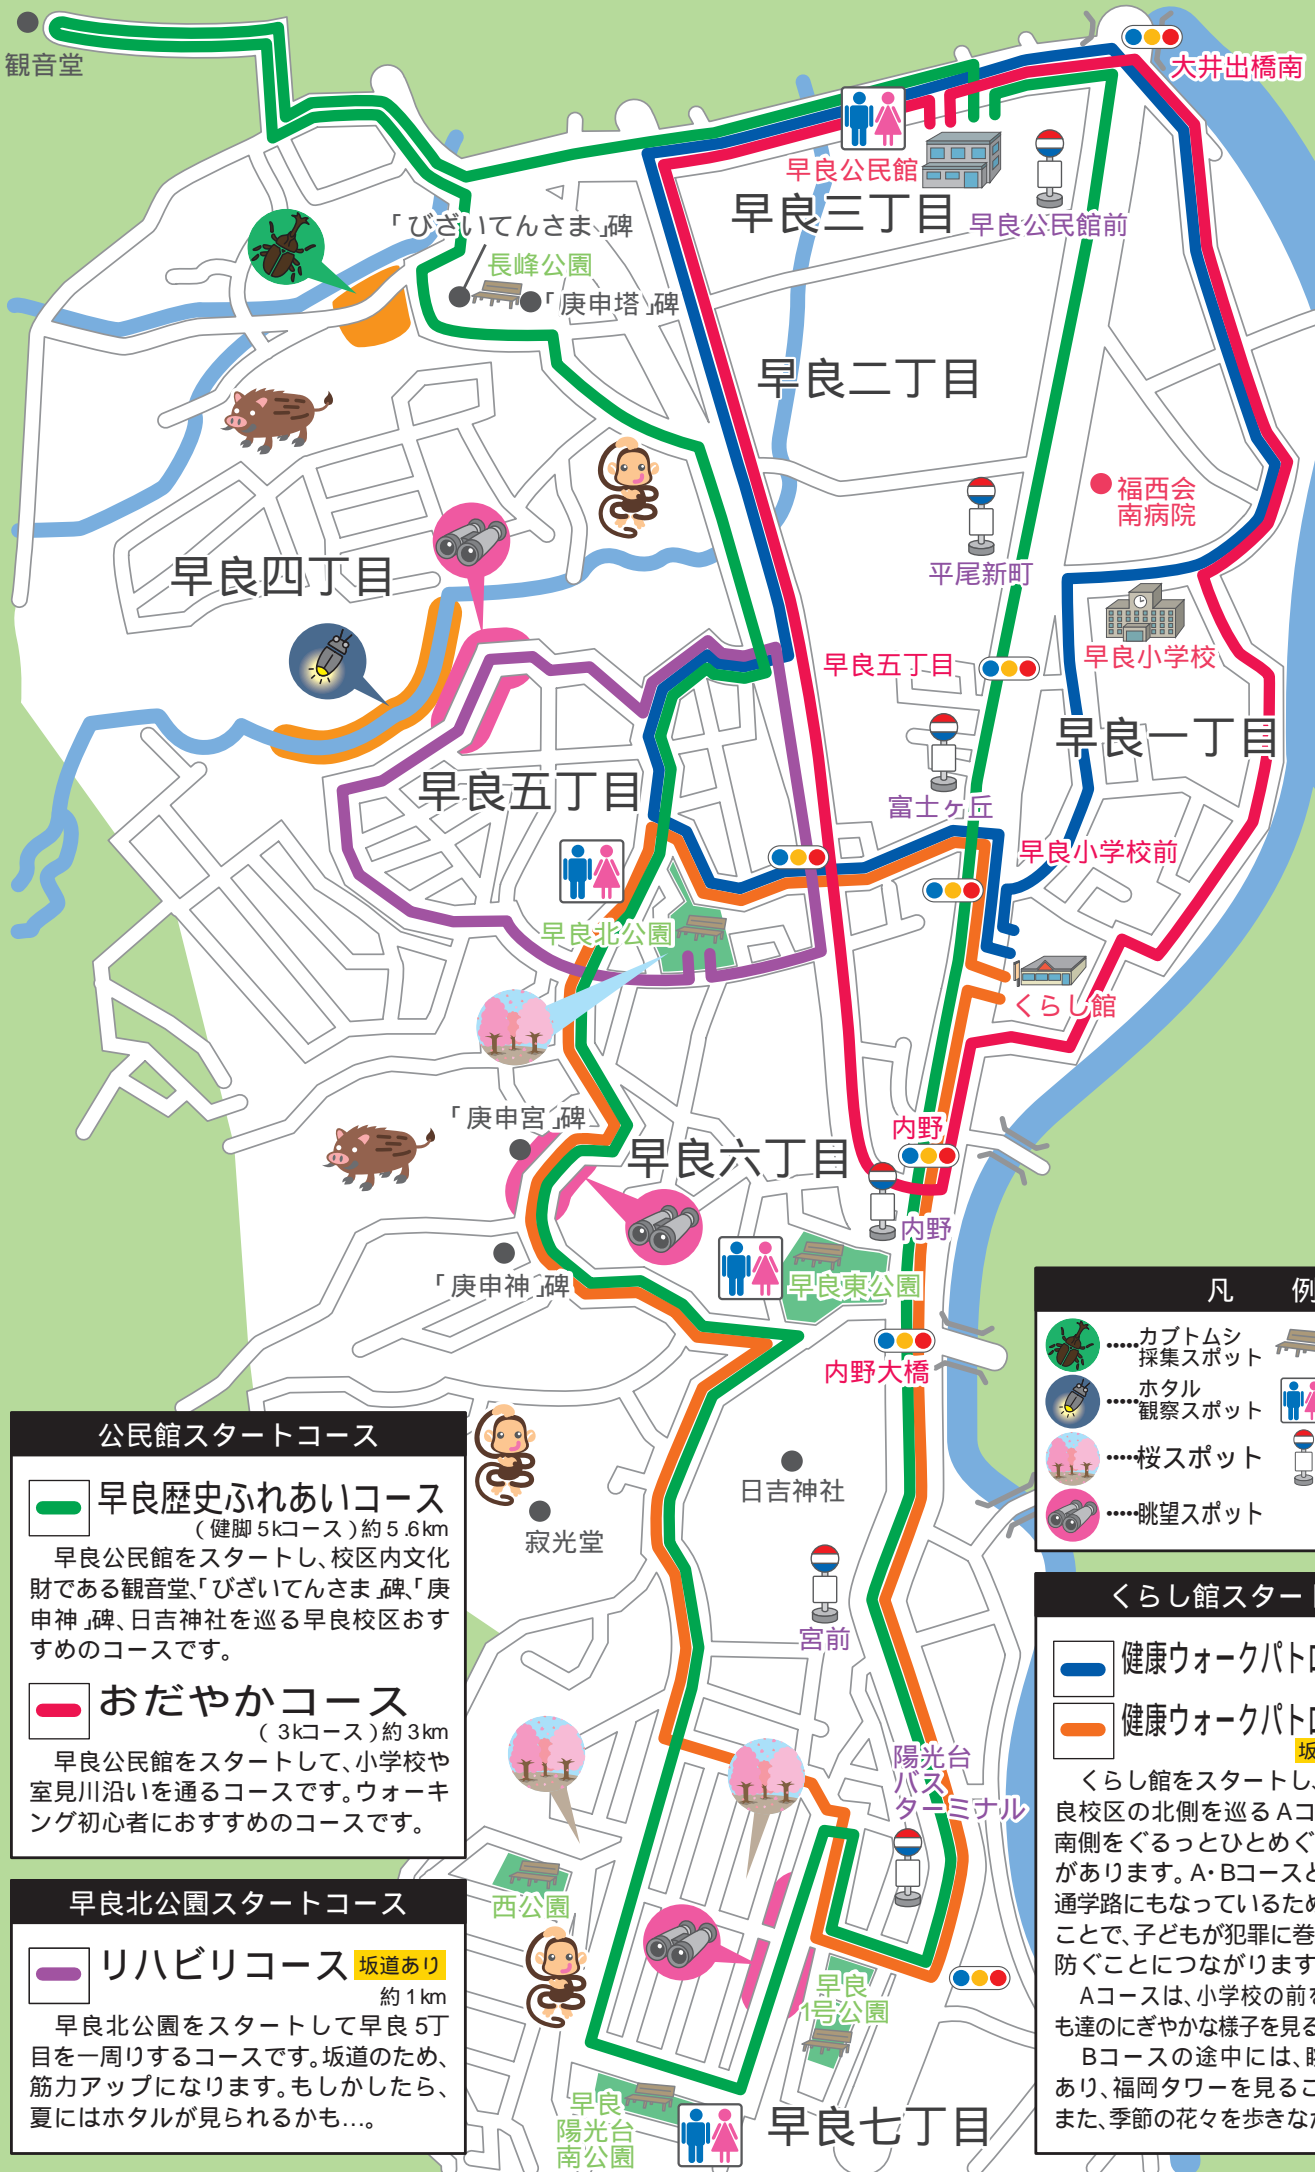 観音堂
大井出橋南
早良公民館
早良三丁目
早良公民館前
「びざいてんさま」碑
長峰公園
「庚申塔」碑
早良二丁目
福西会
南病院
平尾新町
早良四丁目
早良小学校
早良五丁目
早良一丁目
早良五丁目
富士ヶ丘
早良小学校前
早良北公園
くらし館
「庚申宮」碑
内野
早良六丁目
内野
「庚申神」碑
早良東公園
内野大橋
日吉神社
寂光堂
宮前
陽光台
バス
ターミナル
西公園
早良
1号公園
早良
陽光台
南公園
早良七丁目
公民館スタートコース
早良歴史ふれあいコース
（健脚5kコース）約5.6km
早良公民館をスタートし、校区内文化
財である観音堂、「びざいてんさま」碑、「庚
申神」碑、日吉神社を巡る早良校区おす
すめのコースです。
おだやかコース
（3kコース）約3km
早良公民館をスタートして、小学校や
室見川沿いを通るコースです。ウォーキ
ング初心者におすすめのコースです。
早良北公園スタートコース
リハビリコース 坂道あり
約1km
早良北公園をスタートして早良5丁
目を一周りするコースです。坂道のため、
筋力アップになります。もしかしたら、
夏にはホタルが見られるかも…。
凡 例
……カブトムシ
採集スポット
……ホタル
観察スポット
……桜スポット
……眺望スポット
くらし館スター
健康ウォークパトロ
健康ウォークパトロ
坂
くらし館をスタートし、
良校区の北側を巡るAコ
南側をぐるっとひとめぐ
があります。A・Bコースと
通学路にもなっているため
ことで、子どもが犯罪に巻
防ぐことにつながります
Aコースは、小学校の前を
も達のにぎやかな様子を見る
Bコースの途中には、眺
あり、福岡タワーを見るこ
また、季節の花々を歩きなが